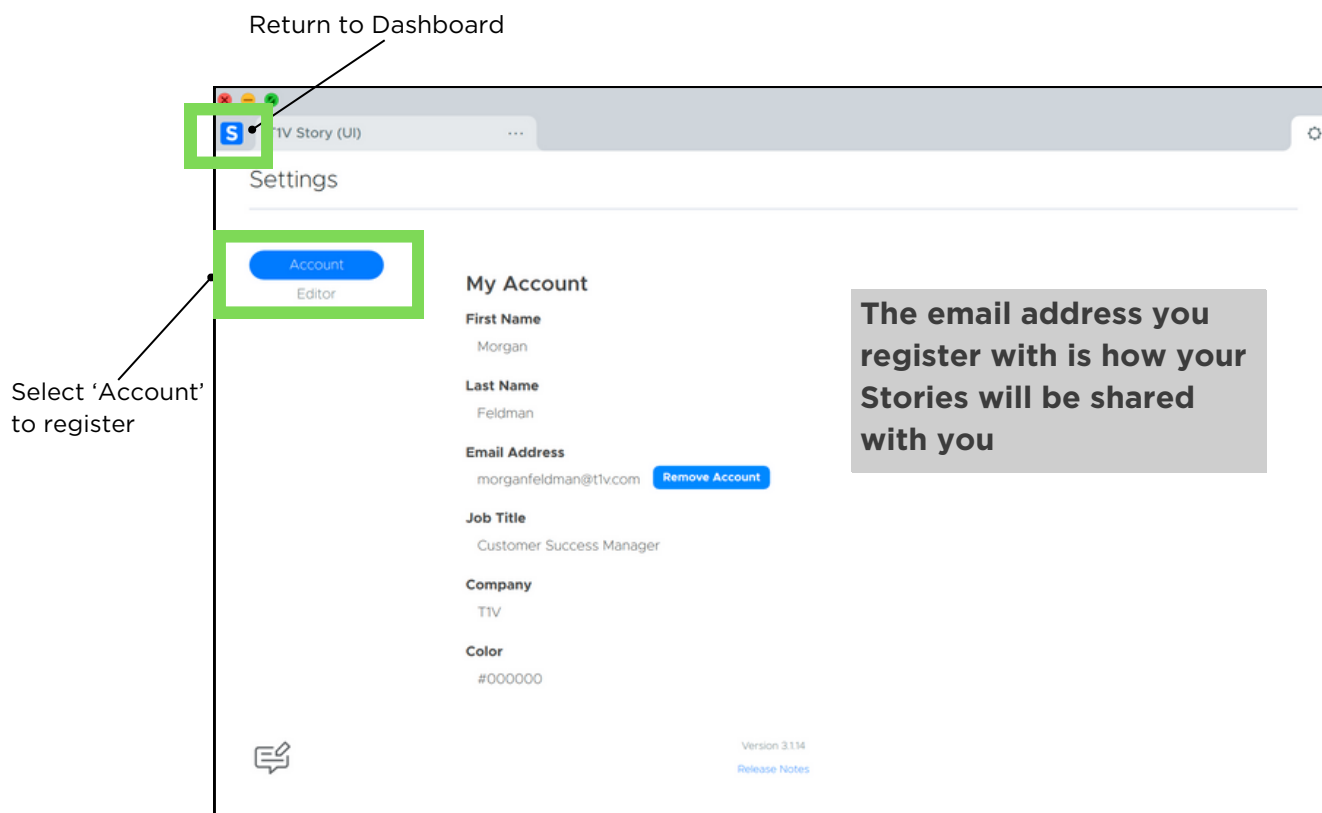 Return to Dashboard
S
T1V Story (UI)
...
Settings
Account
Editor
Select ‘Account’
to register
My Account
First Name
Morgan
Last Name
Feldman
Email Address
morganfeldman@t1v.com
Remove Account
Job Title
Customer Success Manager
Company
T1V
Color
#000000
The email address you
register with is how your
Stories will be shared
with you
Version 3.1.14
Release Notes